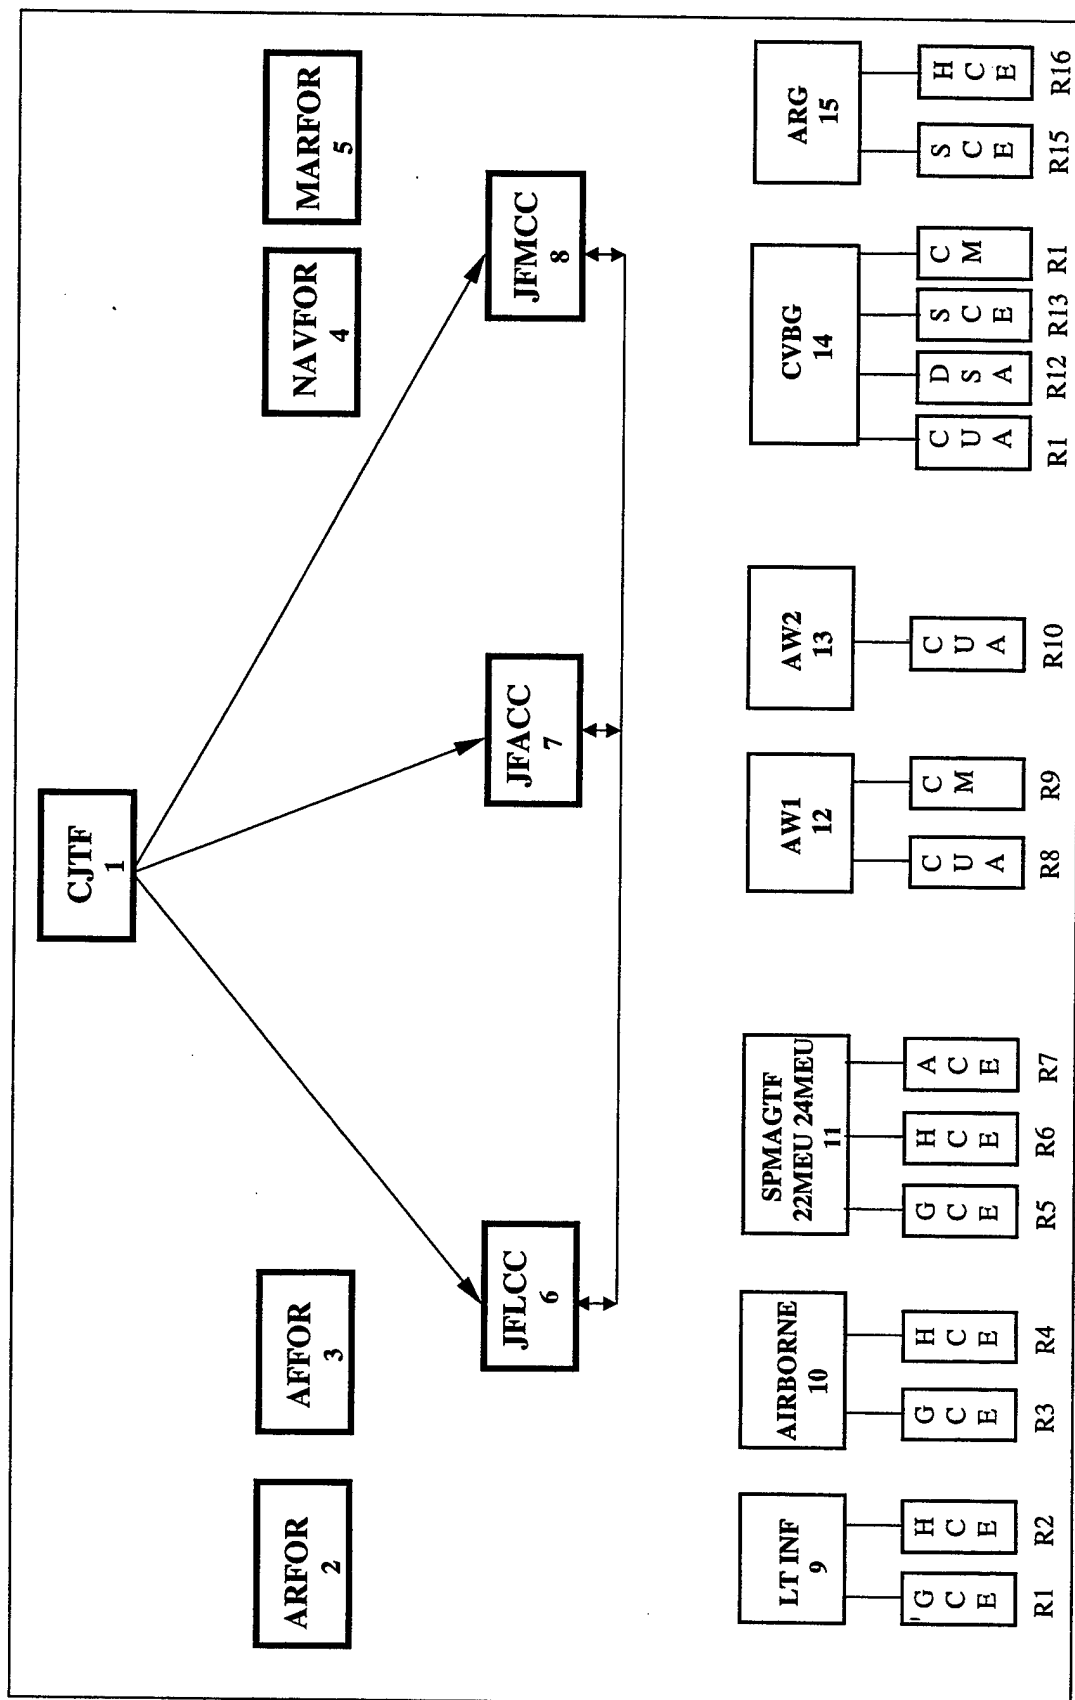 CJTF
1
ARFOR
2
AFFOR
3
NAVFOR
4
MARFOR
5
JFLCC
6
JFACC
7
JFMCC
8
LT INF
9
AIRBORNE
10
SPMAGTF
22MEU 24MEU
11
AW1
12
AW2
13
CVBG
14
ARG
15
G
C
E
H
C
E
G
C
E
H
C
E
G
C
E
H
C
E
A
C
E
C
U
A
C
M
C
U
A
C
U
A
D
S
A
S
C
E
C
M
S
C
E
H
C
E
R1
R2
R3
R4
R5
R6
R7
R8
R9
R10
R1
R12
R13
R1
R15
R16